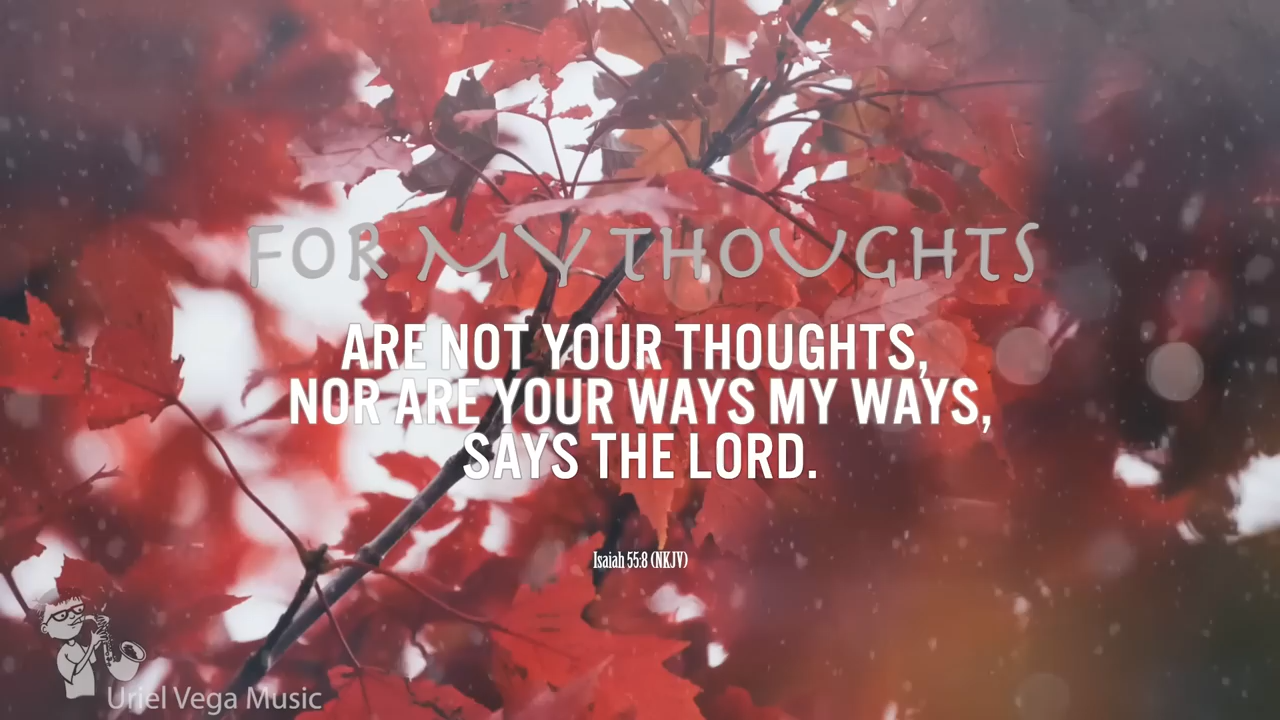 FOR MY THOUGHTS
ARE NOT YOUR THOUGHTS,
NOR ARE YOUR WAYS MY WAYS,
SAYS THE LORD.
Isaiah 55:8 (NKJV)
Uriel Vega Music